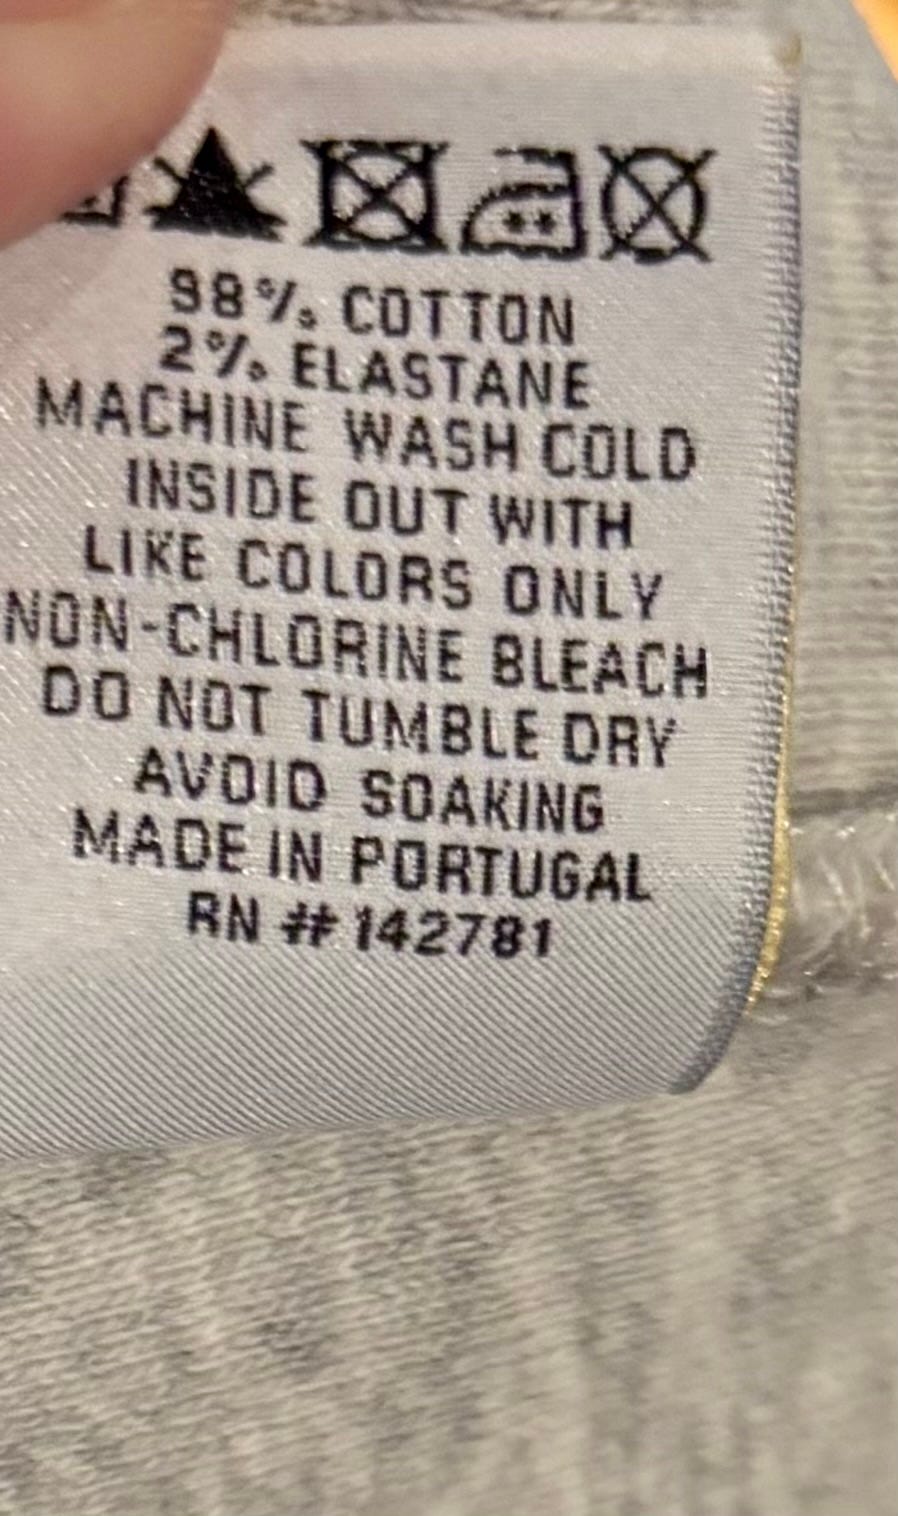 98% COTTON
2% ELASTANE
MACHINE WASH COLD
INSIDE OUT WITH
LIKE COLORS ONLY
NON-CHLORINE BLEACH
DO NOT TUMBLE DRY
AVOID SOAKING
MADE IN PORTUGAL
RN # 142781